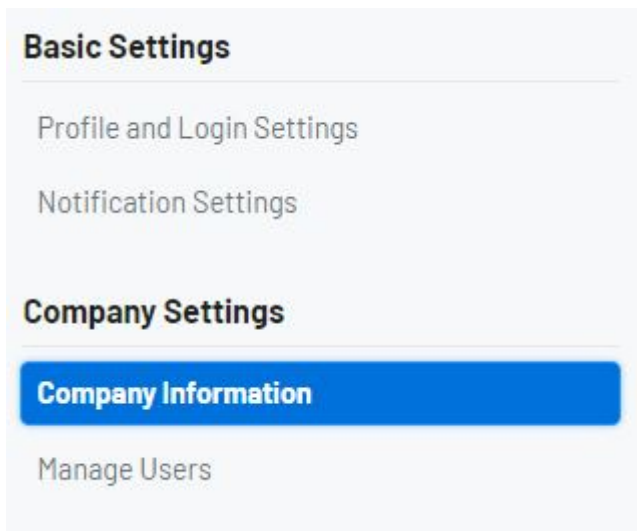 Basic Settings
Profile and Login Settings
Notification Settings
Company Settings
Company Information
Manage Users